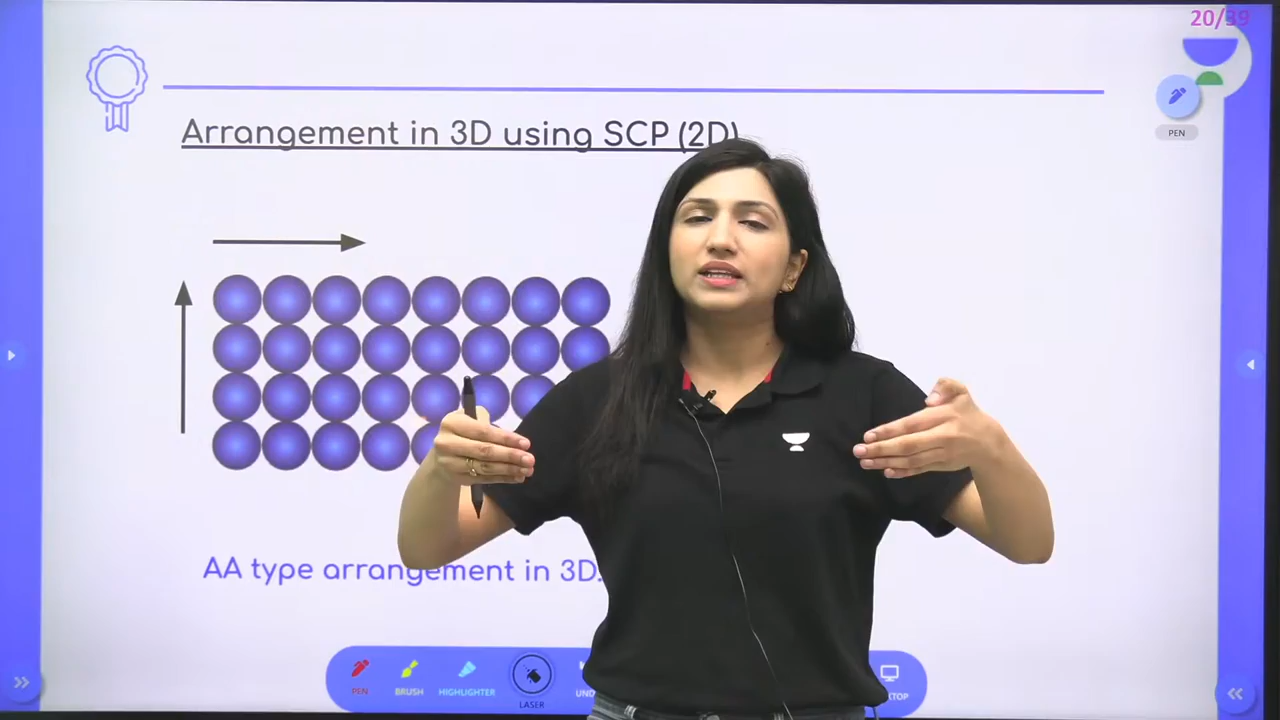 20/39
PEN
Arrangement in 3D using SCP (2D)
AA type arrangement in 3D.
PEN
BRUSH
HIGHLIGHTER
LASER